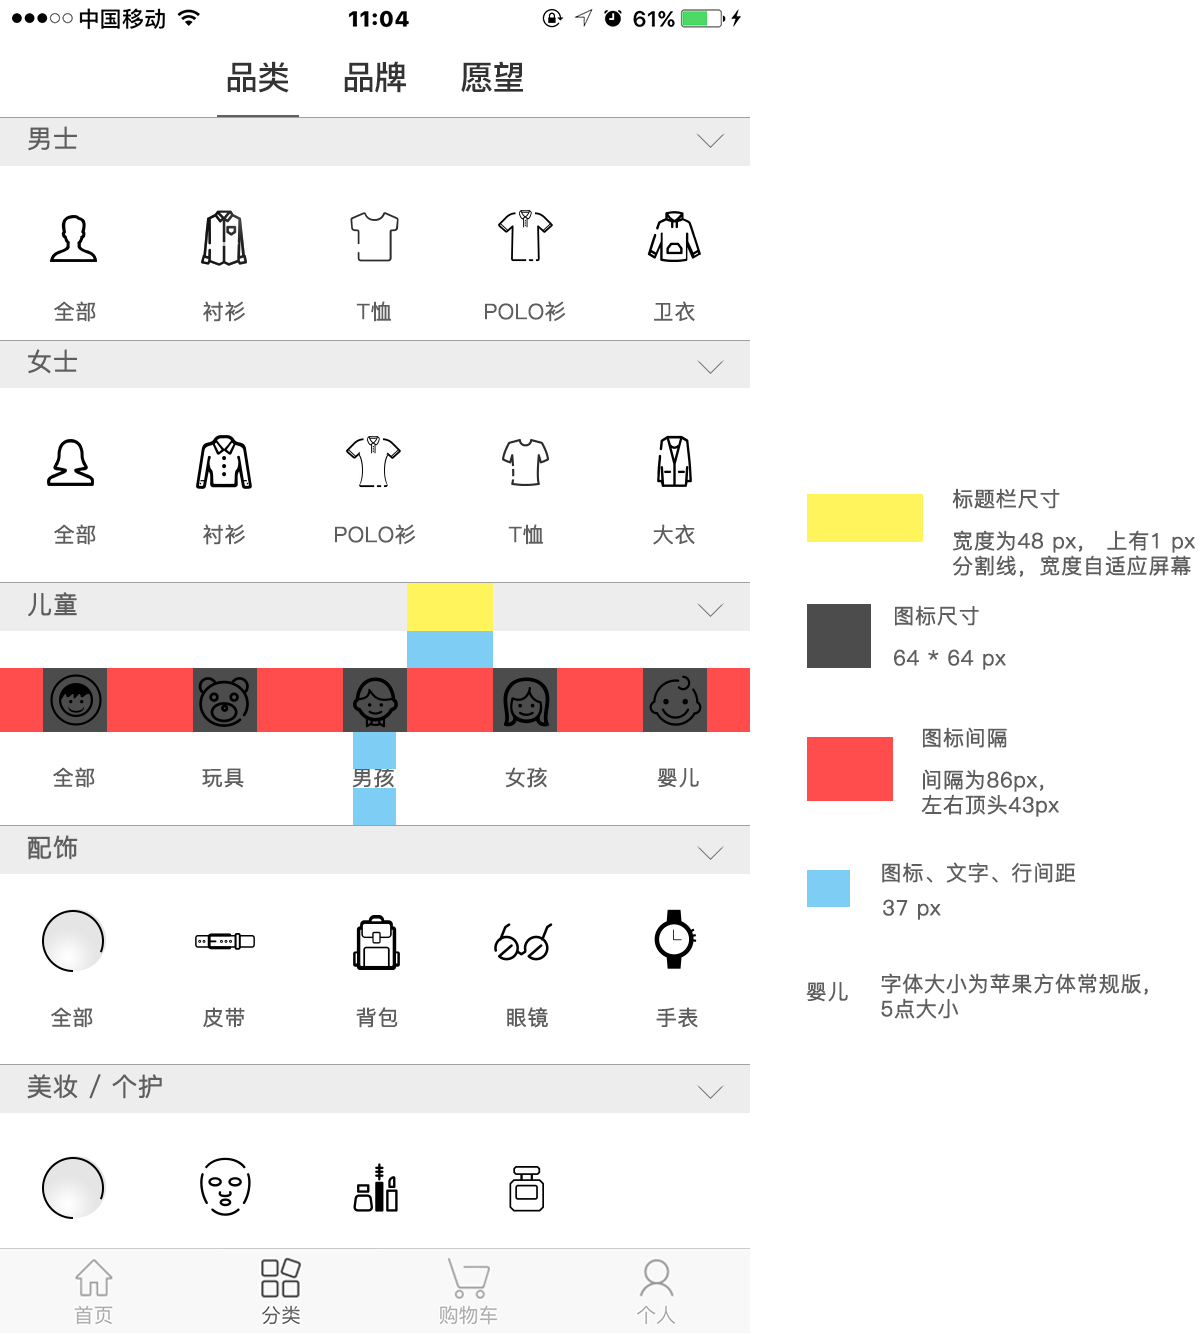 中国移动 11:04 61%
品类 品牌 愿望
男士
全部 衬衫 T恤 POLO衫 卫衣
女士
全部 衬衫 POLO衫 T恤 大衣
儿童
全部 玩具 男孩 女孩 婴儿
配饰
全部 皮带 背包 眼镜 手表
美妆 / 个护
首页 分类 购物车 个人
标题栏尺寸
宽度为48 px， 上有1 px
分割线，宽度自适应屏幕
图标尺寸
64 * 64 px
图标间隔
间隔为86px，
左右顶头43px
图标、文字、行间距
37 px
婴儿
字体大小为苹果方体常规版，
5点大小